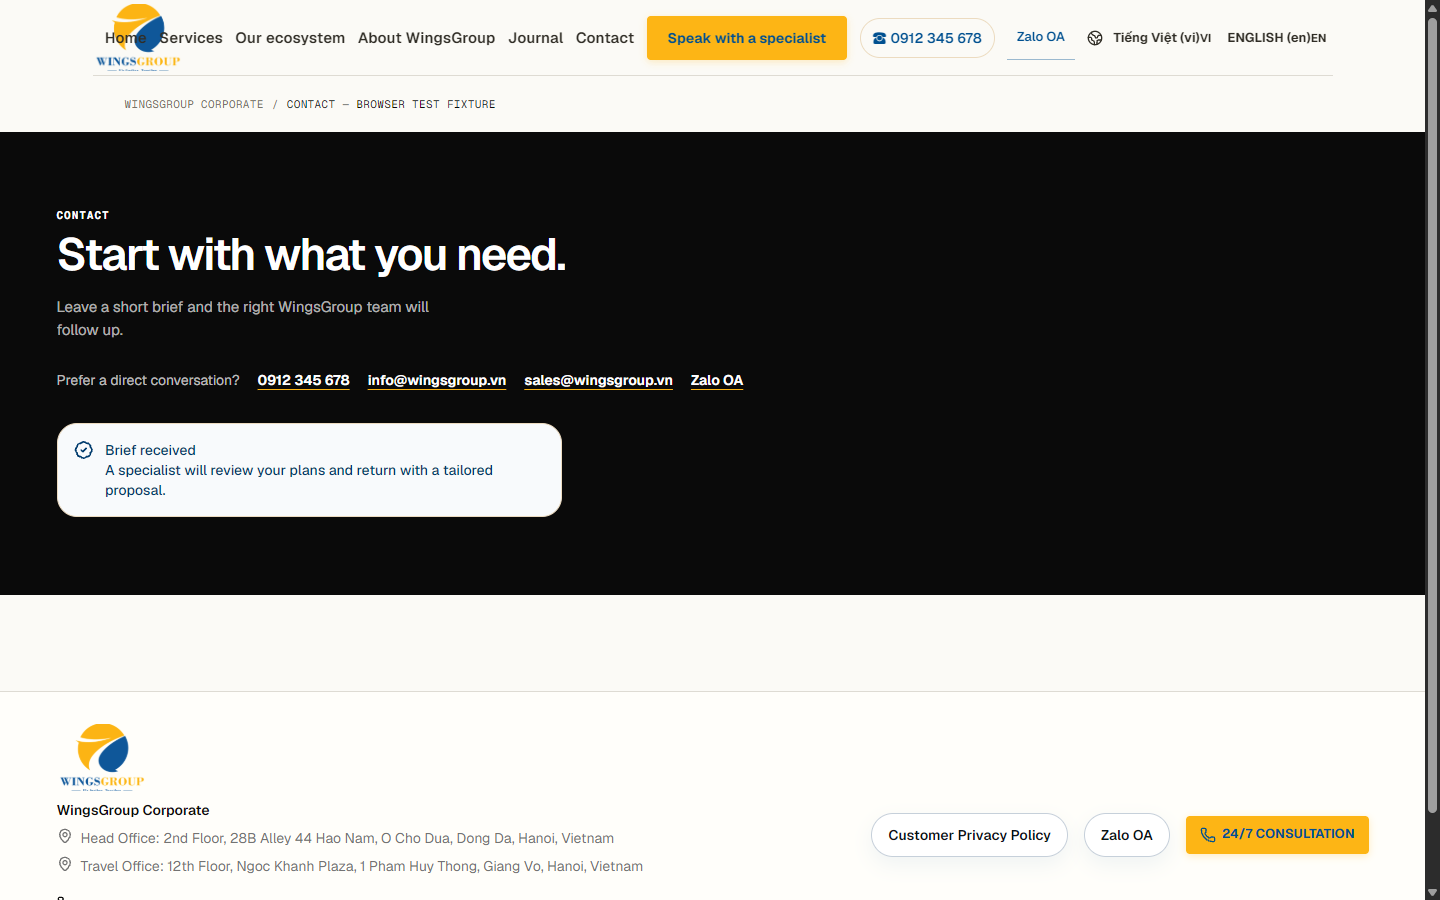 Home
Services
Our ecosystem
About WingsGroup
Journal
Contact
Speak with a specialist
0912 345 678
Zalo OA
Tiếng Việt (vi)VI
ENGLISH (en)EN
WINGSGROUP
WINGSGROUP CORPORATE / CONTACT — BROWSER TEST FIXTURE
CONTACT
Start with what you need.
Leave a short brief and the right WingsGroup team will
follow up.
Prefer a direct conversation? 0912 345 678 info@wingsgroup.vn sales@wingsgroup.vn Zalo OA
Brief received
A specialist will review your plans and return with a tailored
proposal.
WINGSGROUP
WingsGroup Corporate
Head Office: 2nd Floor, 28B Alley 44 Hao Nam, O Cho Dua, Dong Da, Hanoi, Vietnam
Travel Office: 12th Floor, Ngoc Khanh Plaza, 1 Pham Huy Thong, Giang Vo, Hanoi, Vietnam
Customer Privacy Policy
Zalo OA
24/7 CONSULTATION